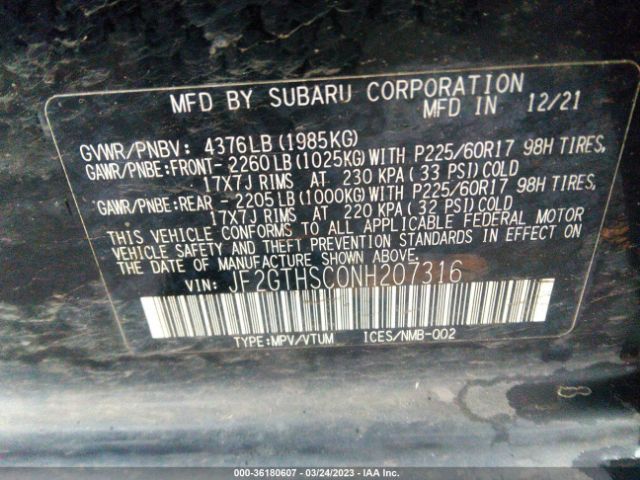 MFD BY SUBARU CORPORATION
MFD IN 12/21
GVWR/PNBV: 4376LB(1985KG)
GAWR/PNBE:FRONT-2260LB(1025KG)WITH P225/60R17 98H TIRES,
17X7J RIMS AT 230 KPA(33 PSI)COLD
GAWR/PNBE:REAR -2205LB(1000KG)WITH P225/60R17 98H TIRES,
17X7J RIMS AT 220 KPA(32 PSI)COLD
THIS VEHICLE CONFORMS TO ALL APPLICABLE FEDERAL MOTOR
VEHICLE SAFETY AND THEFT PREVENTION STANDARDS IN EFFECT ON
THE DATE OF MANUFACTURE SHOWN ABOVE.
VIN: JF2GTHSC0NH207316
TYPE:MPV/VTUM ICES/NMB-002
000-36180607 - 03/24/2023 - IAA Inc.